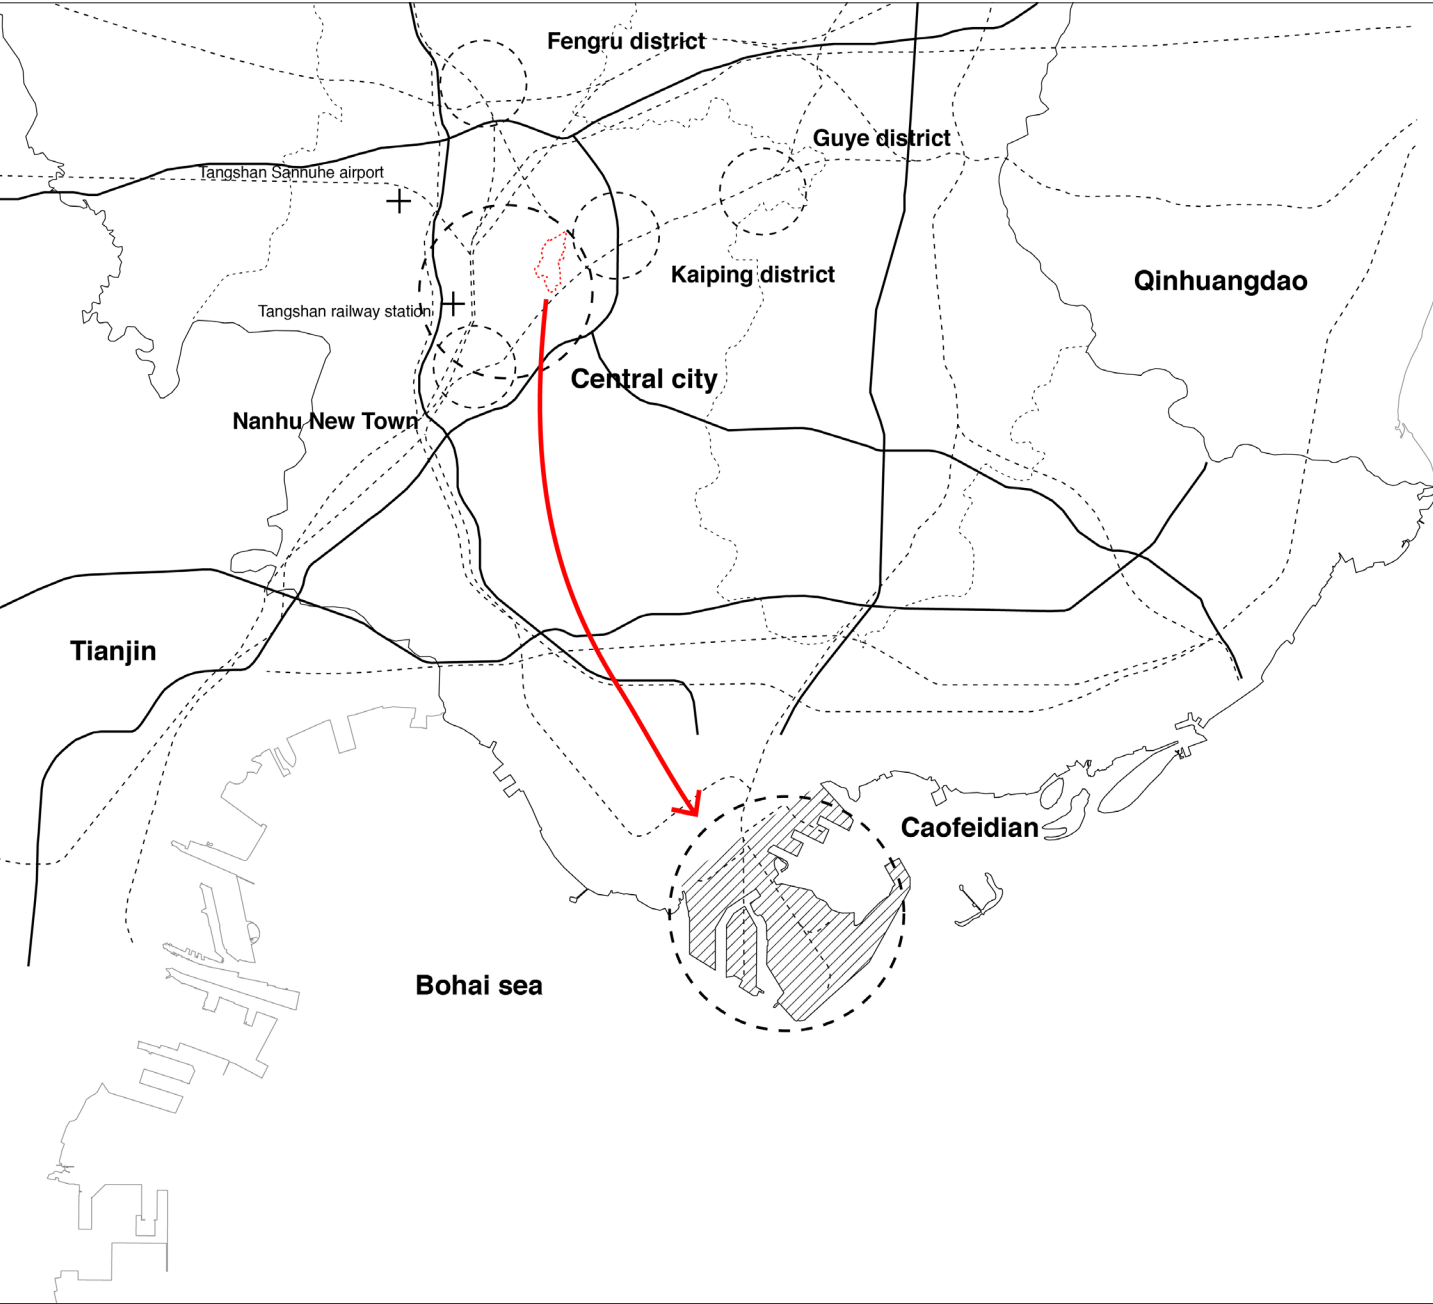 Fengru district
Guye district
Tangshan Sannuhe airport
Kaiping district
Qinhuangdao
Tangshan railway station
Central city
Nanhu New Town
Tianjin
Caofeidian
Bohai sea